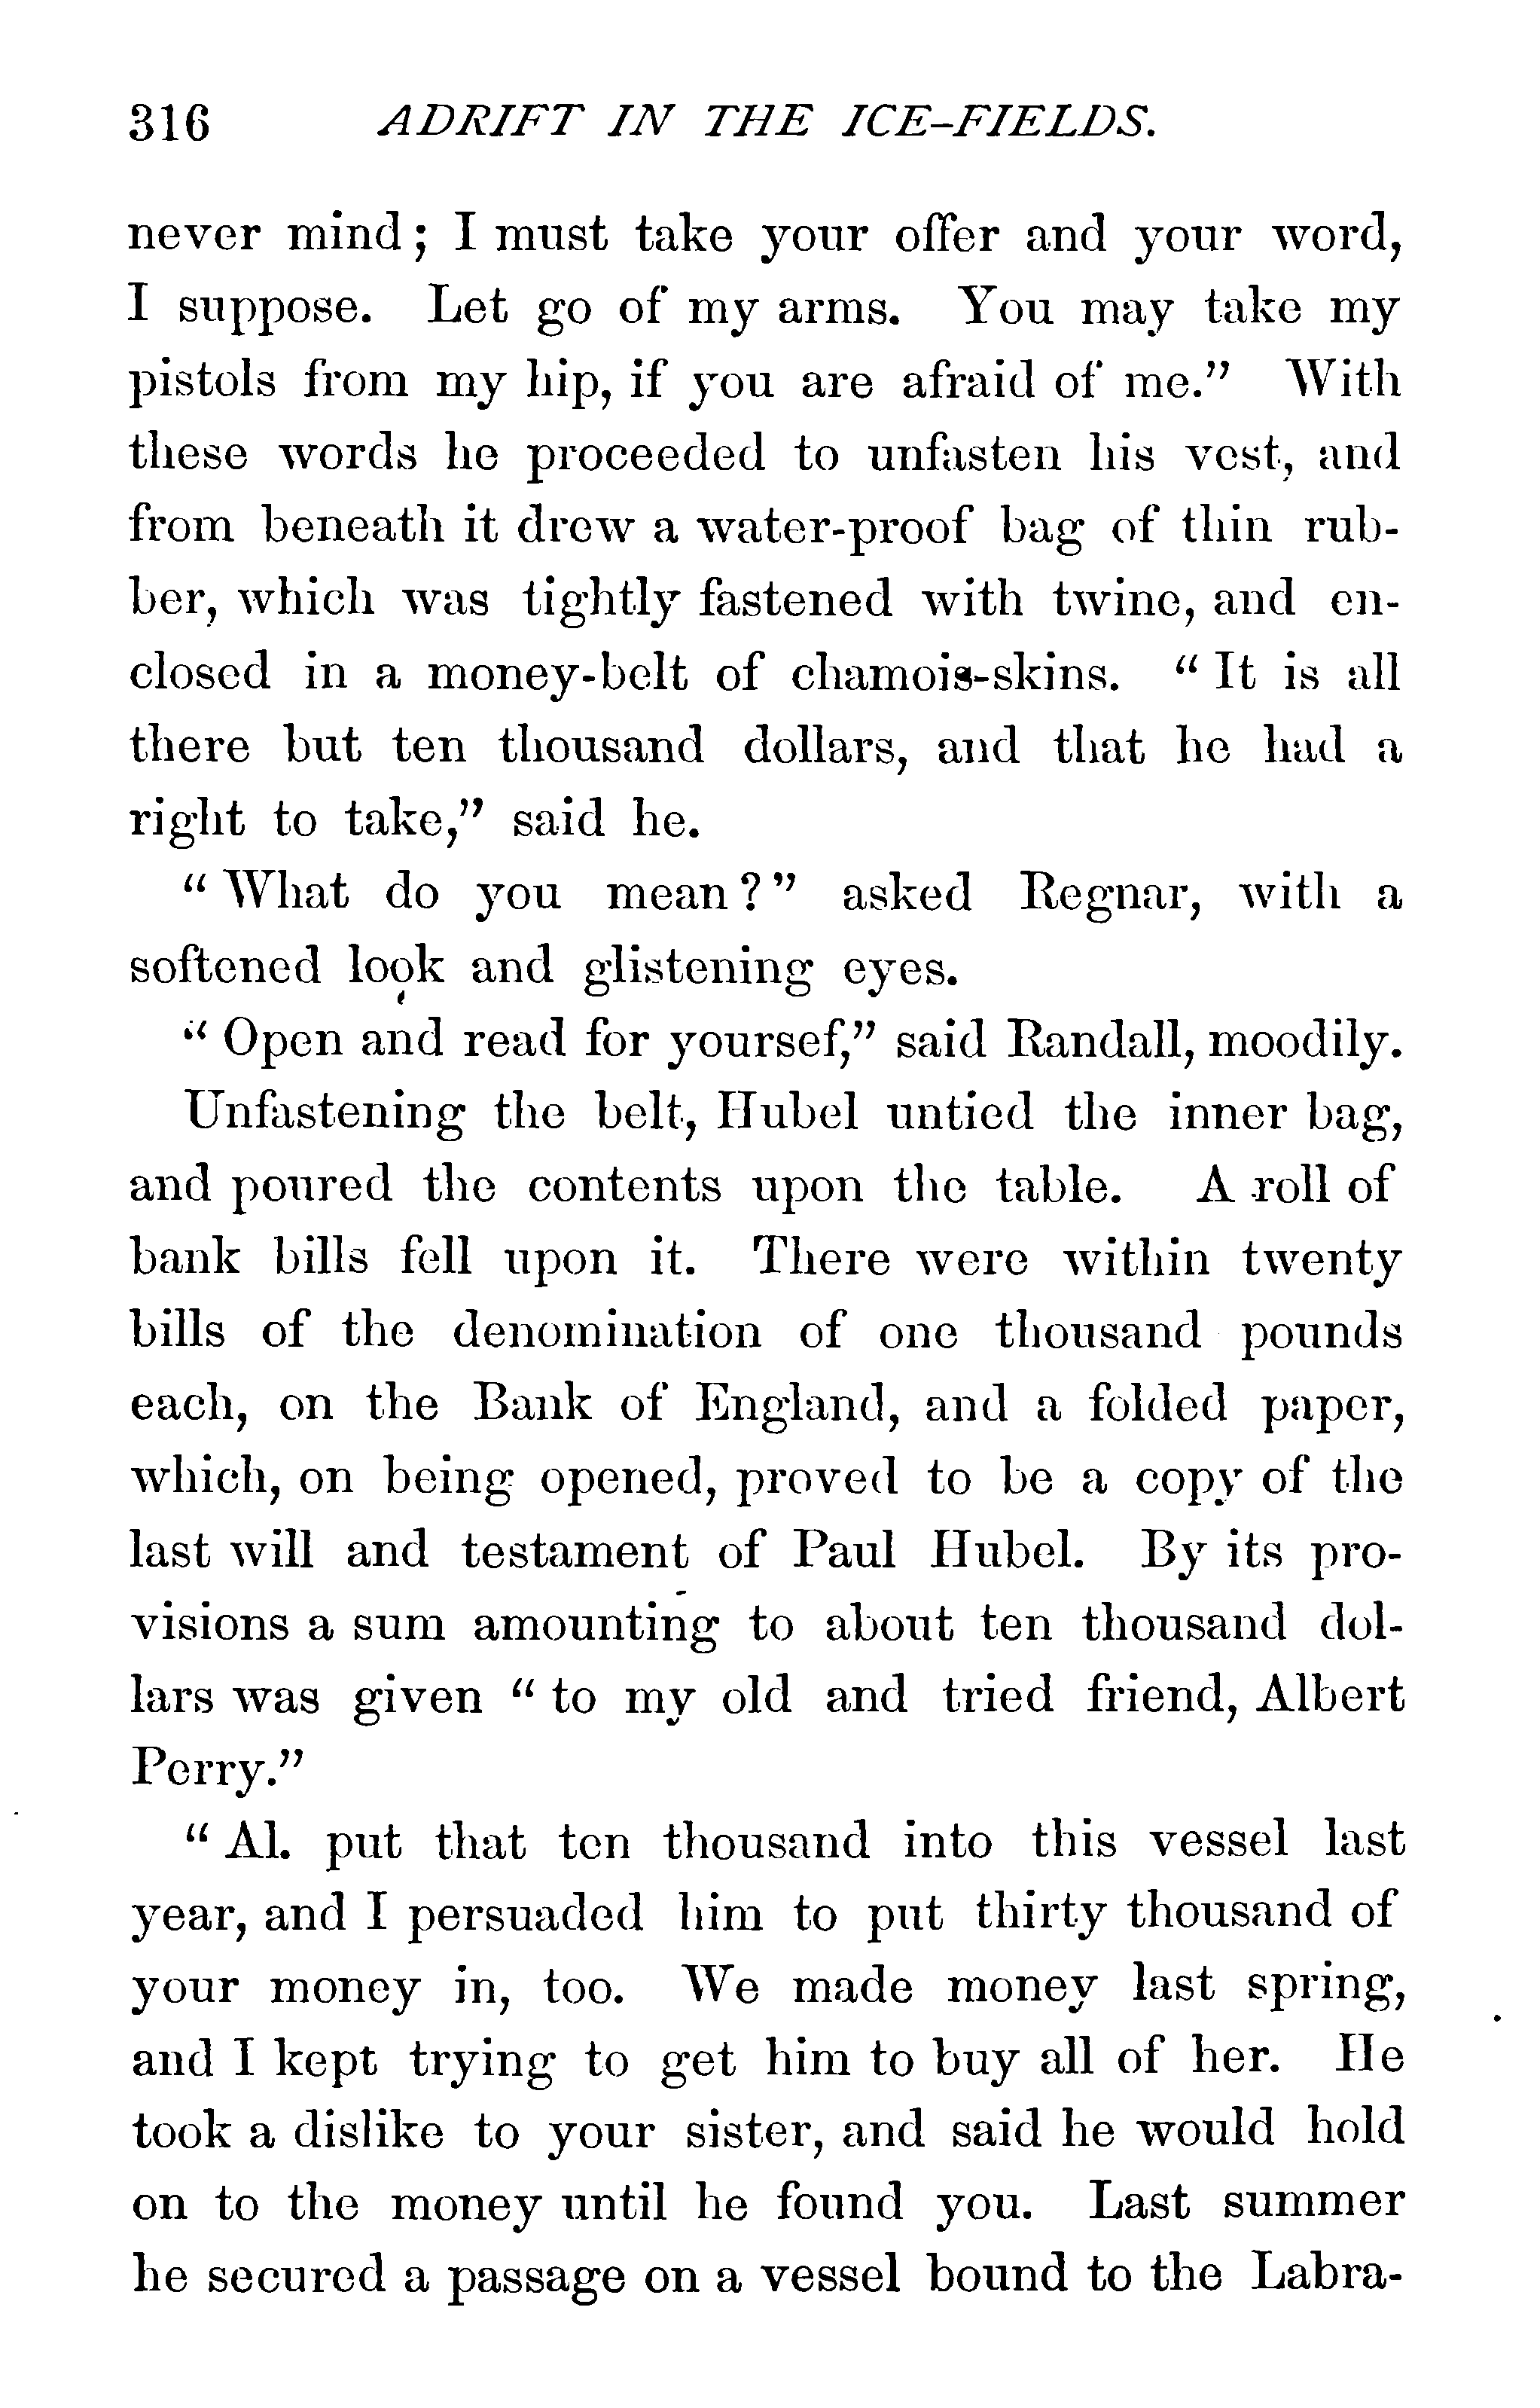 316 ADRIFT IN THE ICE-FIELDS.
never mind; I must take your offer and your word,
I suppose. Let go of my arms. You may take my
pistols from my hip, if you are afraid of me.” With
these words he proceeded to unfasten his vest, and
from beneath it drew a water-proof bag of thin rub-
ber, which was tightly fastened with twine, and en-
closed in a money-belt of chamois-skins. “It is all
there but ten thousand dollars, and that he had a
right to take,” said he.
“What do you mean?” asked Regnar, with a
softened look and glistening eyes.
“Open and read for yoursef,” said Randall, moodily.
Unfastening the belt, Hubel untied the inner bag,
and poured the contents upon the table. A roll of
bank bills fell upon it. There were within twenty
bills of the denomination of one thousand pounds
each, on the Bank of England, and a folded paper,
which, on being opened, proved to be a copy of the
last will and testament of Paul Hubel. By its pro-
visions a sum amounting to about ten thousand dol-
lars was given “to my old and tried friend, Albert
Perry.”
“Al. put that ten thousand into this vessel last
year, and I persuaded him to put thirty thousand of
your money in, too. We made money last spring,
and I kept trying to get him to buy all of her. He
took a dislike to your sister, and said he would hold
on to the money until he found you. Last summer
he secured a passage on a vessel bound to the Labra-